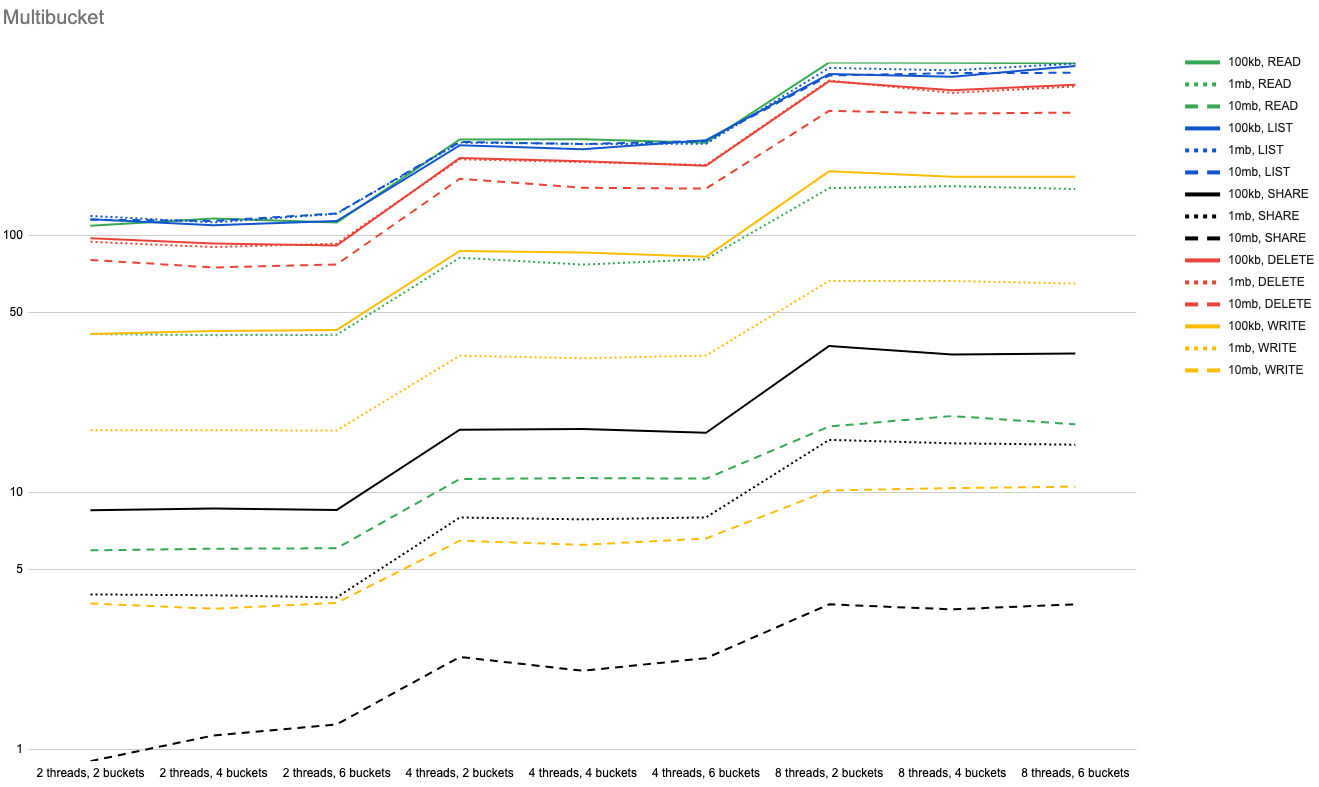 Multibucket
100kb, READ
1mb, READ
10mb, READ
100kb, LIST
1mb, LIST
10mb, LIST
100kb, SHARE
1mb, SHARE
10mb, SHARE
100kb, DELETE
1mb, DELETE
10mb, DELETE
100kb, WRITE
1mb, WRITE
10mb, WRITE
100
50
10
5
1
2 threads, 2 buckets
2 threads, 4 buckets
2 threads, 6 buckets
4 threads, 2 buckets
4 threads, 4 buckets
4 threads, 6 buckets
8 threads, 2 buckets
8 threads, 4 buckets
8 threads, 6 buckets